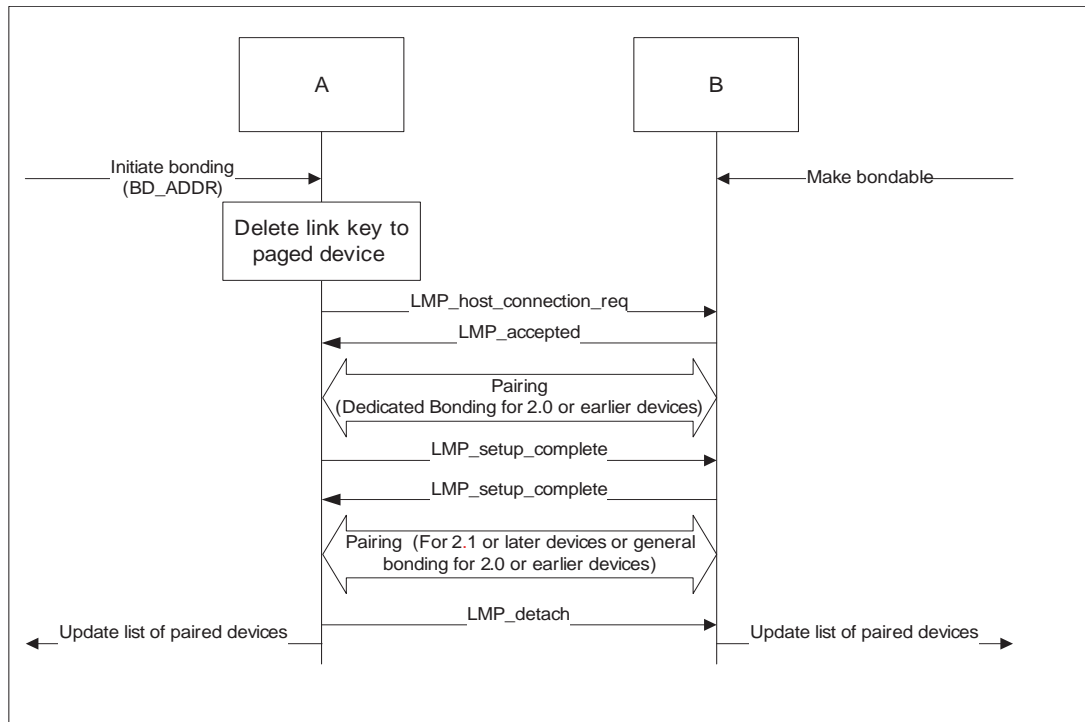 A
B
Initiate bonding
(BD_ADDR)
Make bondable
Delete link key to
paged device
LMP_host_connection_req
LMP_accepted
Pairing
(Dedicated Bonding for 2.0 or earlier devices)
LMP_setup_complete
LMP_setup_complete
Pairing (For 2.1 or later devices or general
bonding for 2.0 or earlier devices)
LMP_detach
Update list of paired devices
Update list of paired devices